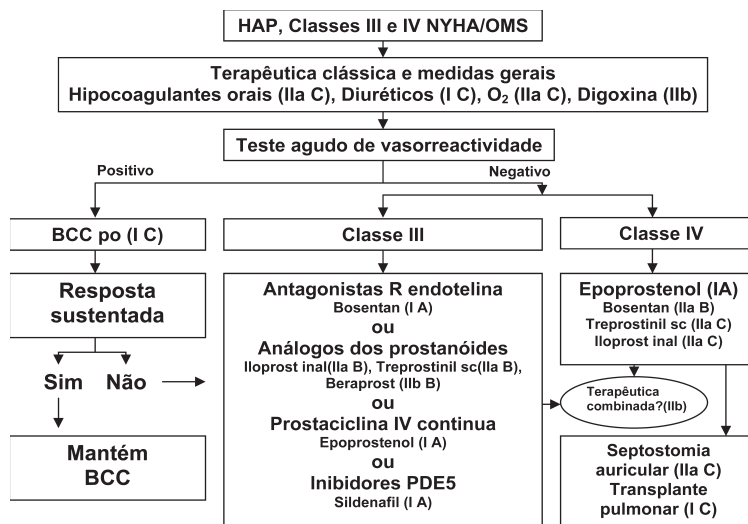 HAP, Classes III e IV NYHA/OMS
Terapêutica clássica e medidas gerais
Hipocoagulantes orais (IIa C), Diuréticos (I C), O₂ (IIa C), Digoxina (IIb)
Teste agudo de vasorreactividade
Positivo
Negativo
BCC po (I C)
Classe III
Classe IV
Resposta
sustentada
Sim
Não
Mantém
BCC
Antagonistas R endotelina
Bosentan (I A)
ou
Análogos dos prostanóides
Iloprost inal(IIa B), Treprostinil sc(IIa B),
Beraprost (IIb B)
ou
Prostaciclina IV continua
Epoprostenol (I A)
ou
Inibidores PDE5
Sildenafil (I A)
Epoprostenol (IA)
Bosentan (IIa B)
Treprostinil sc (IIa C)
Iloprost inal (IIa C)
Terapêutica
combinada?(IIb)
Septostomia
auricular (IIa C)
Transplante
pulmonar (I C)